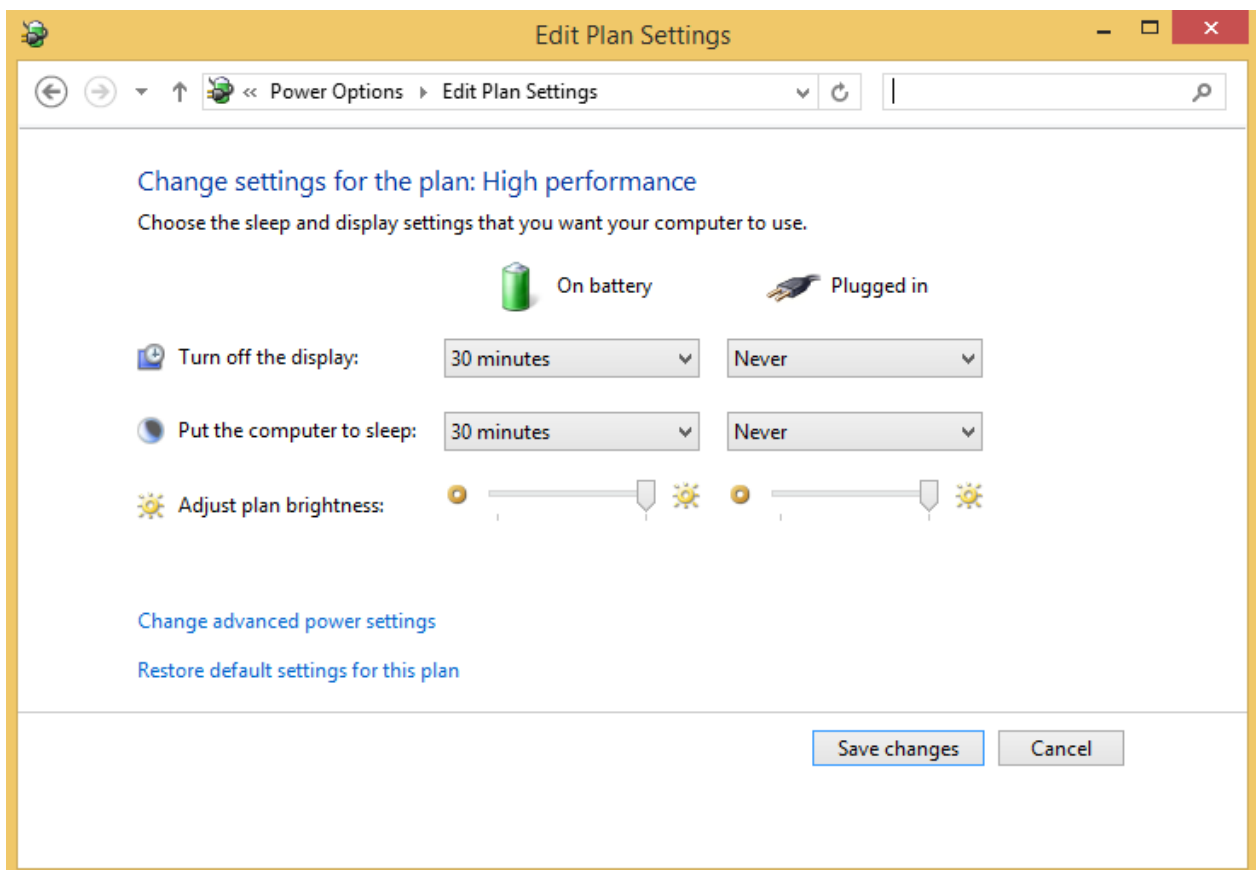 Edit Plan Settings
« Power Options Edit Plan Settings
Change settings for the plan: High performance
Choose the sleep and display settings that you want your computer to use.
On battery Plugged in
Turn off the display: 30 minutes Never
Put the computer to sleep: 30 minutes Never
Adjust plan brightness:
Change advanced power settings
Restore default settings for this plan
Save changes Cancel